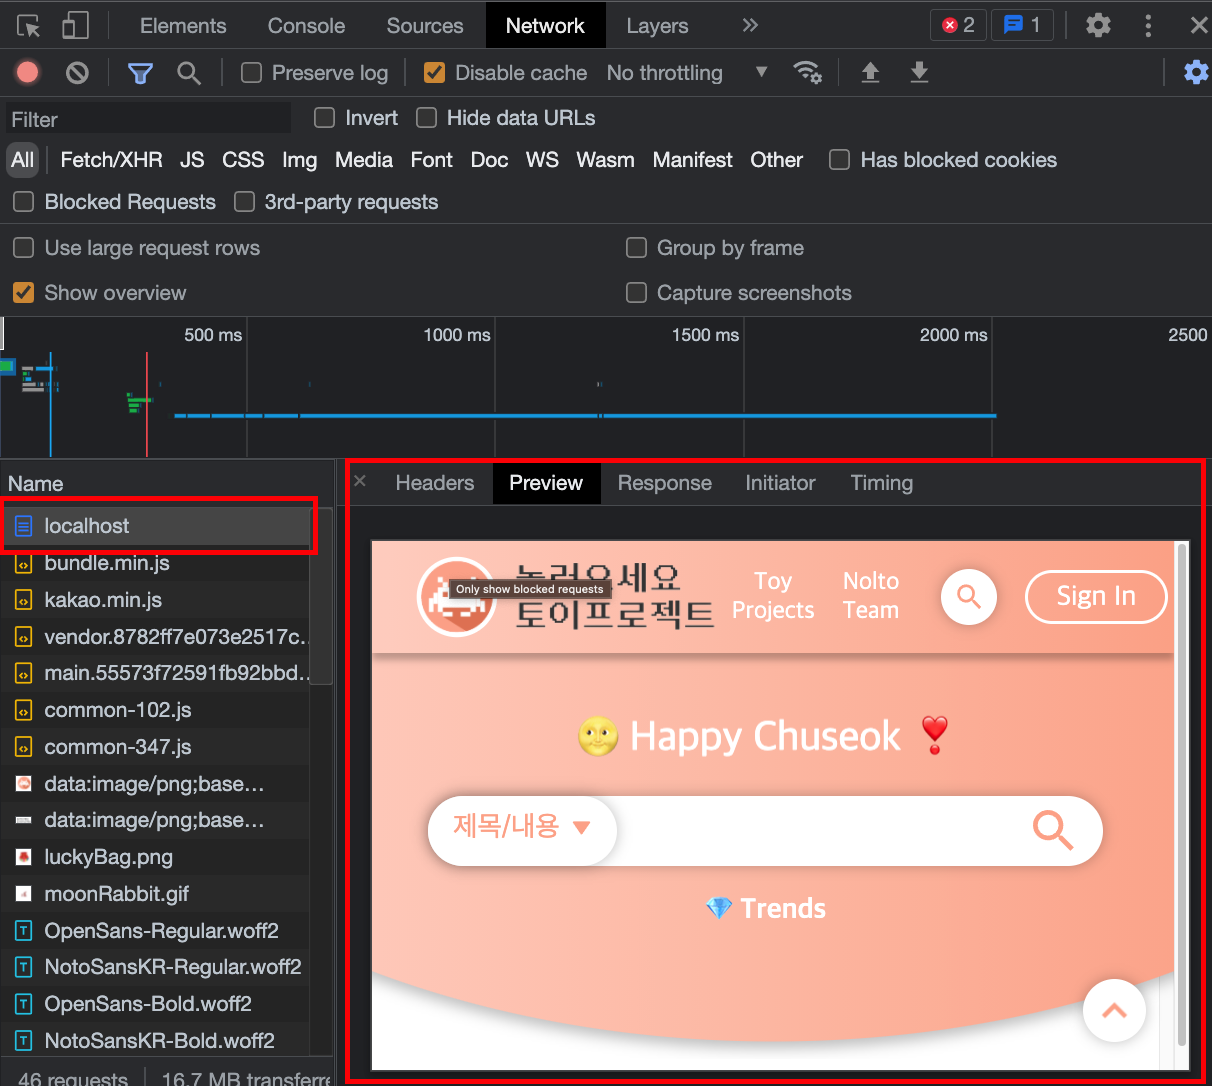 Elements Console Sources Network Layers » 2 1
Preserve log Disable cache No throttling
Filter Invert Hide data URLs
All Fetch/XHR JS CSS Img Media Font Doc WS Wasm Manifest Other Has blocked cookies
Blocked Requests 3rd-party requests
Use large request rows Group by frame
Show overview Capture screenshots
500 ms 1000 ms 1500 ms 2000 ms 2500
Name
localhost
bundle.min.js
kakao.min.js
vendor.8782ff7e073e2517c...
main.55573f72591fb92bbd...
common-102.js
common-347.js
data:image/png;base…
data:image/png;base…
luckyBag.png
moonRabbit.gif
OpenSans-Regular.woff2
NotoSansKR-Regular.woff2
OpenSans-Bold.woff2
NotoSansKR-Bold.woff2
46 requests 16.7 MB transferre
Headers Preview Response Initiator Timing
놀러오세요
토이프로젝트
Only show blocked requests
Toy
Projects
Nolto
Team
Sign In
🌝 Happy Chuseok ❣️
제목/내용 ▼
💎 Trends